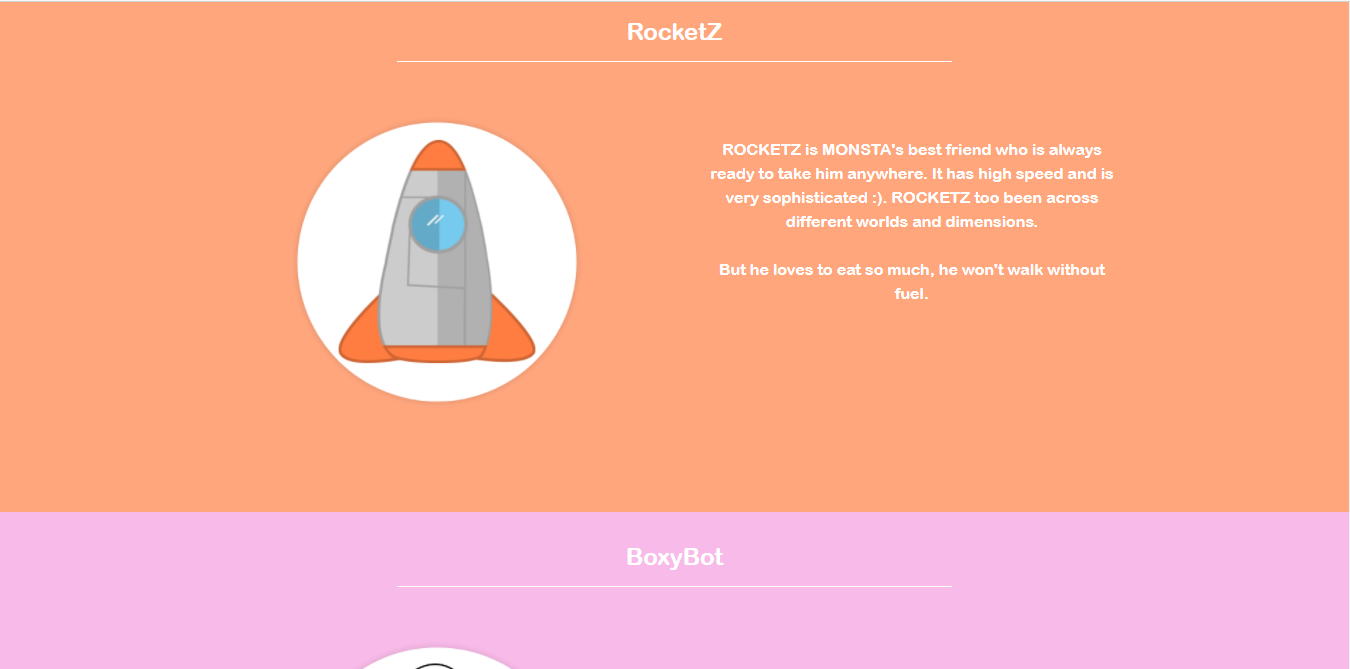 RocketZ
ROCKETZ is MONSTA's best friend who is always
ready to take him anywhere. It has high speed and is
very sophisticated :). ROCKETZ too been across
different worlds and dimensions.
But he loves to eat so much, he won't walk without
fuel.
BoxyBot